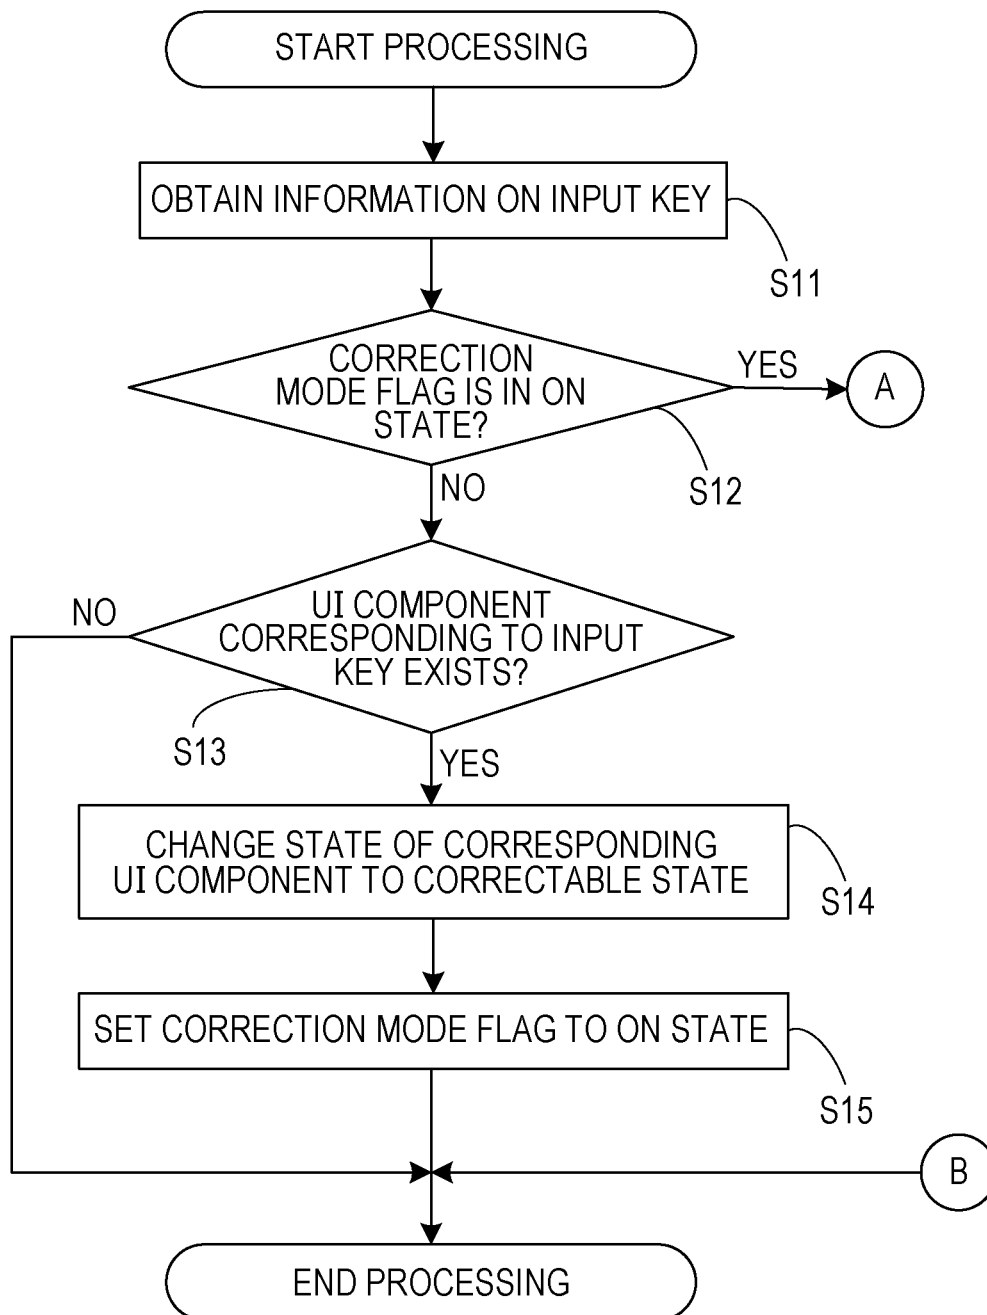 START PROCESSING
OBTAIN INFORMATION ON INPUT KEY
S11
CORRECTION
MODE FLAG IS IN ON
STATE?
YES
A
S12
NO
UI COMPONENT
CORRESPONDING TO INPUT
KEY EXISTS?
NO
S13
YES
CHANGE STATE OF CORRESPONDING
UI COMPONENT TO CORRECTABLE STATE
S14
SET CORRECTION MODE FLAG TO ON STATE
S15
B
END PROCESSING